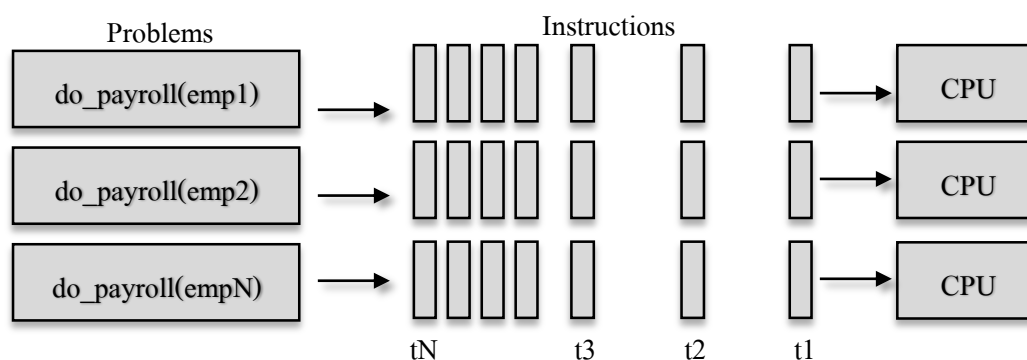 Problems
Instructions
do_payroll(emp1)
CPU
do_payroll(emp2)
CPU
do_payroll(empN)
CPU
tN t3 t2 t1